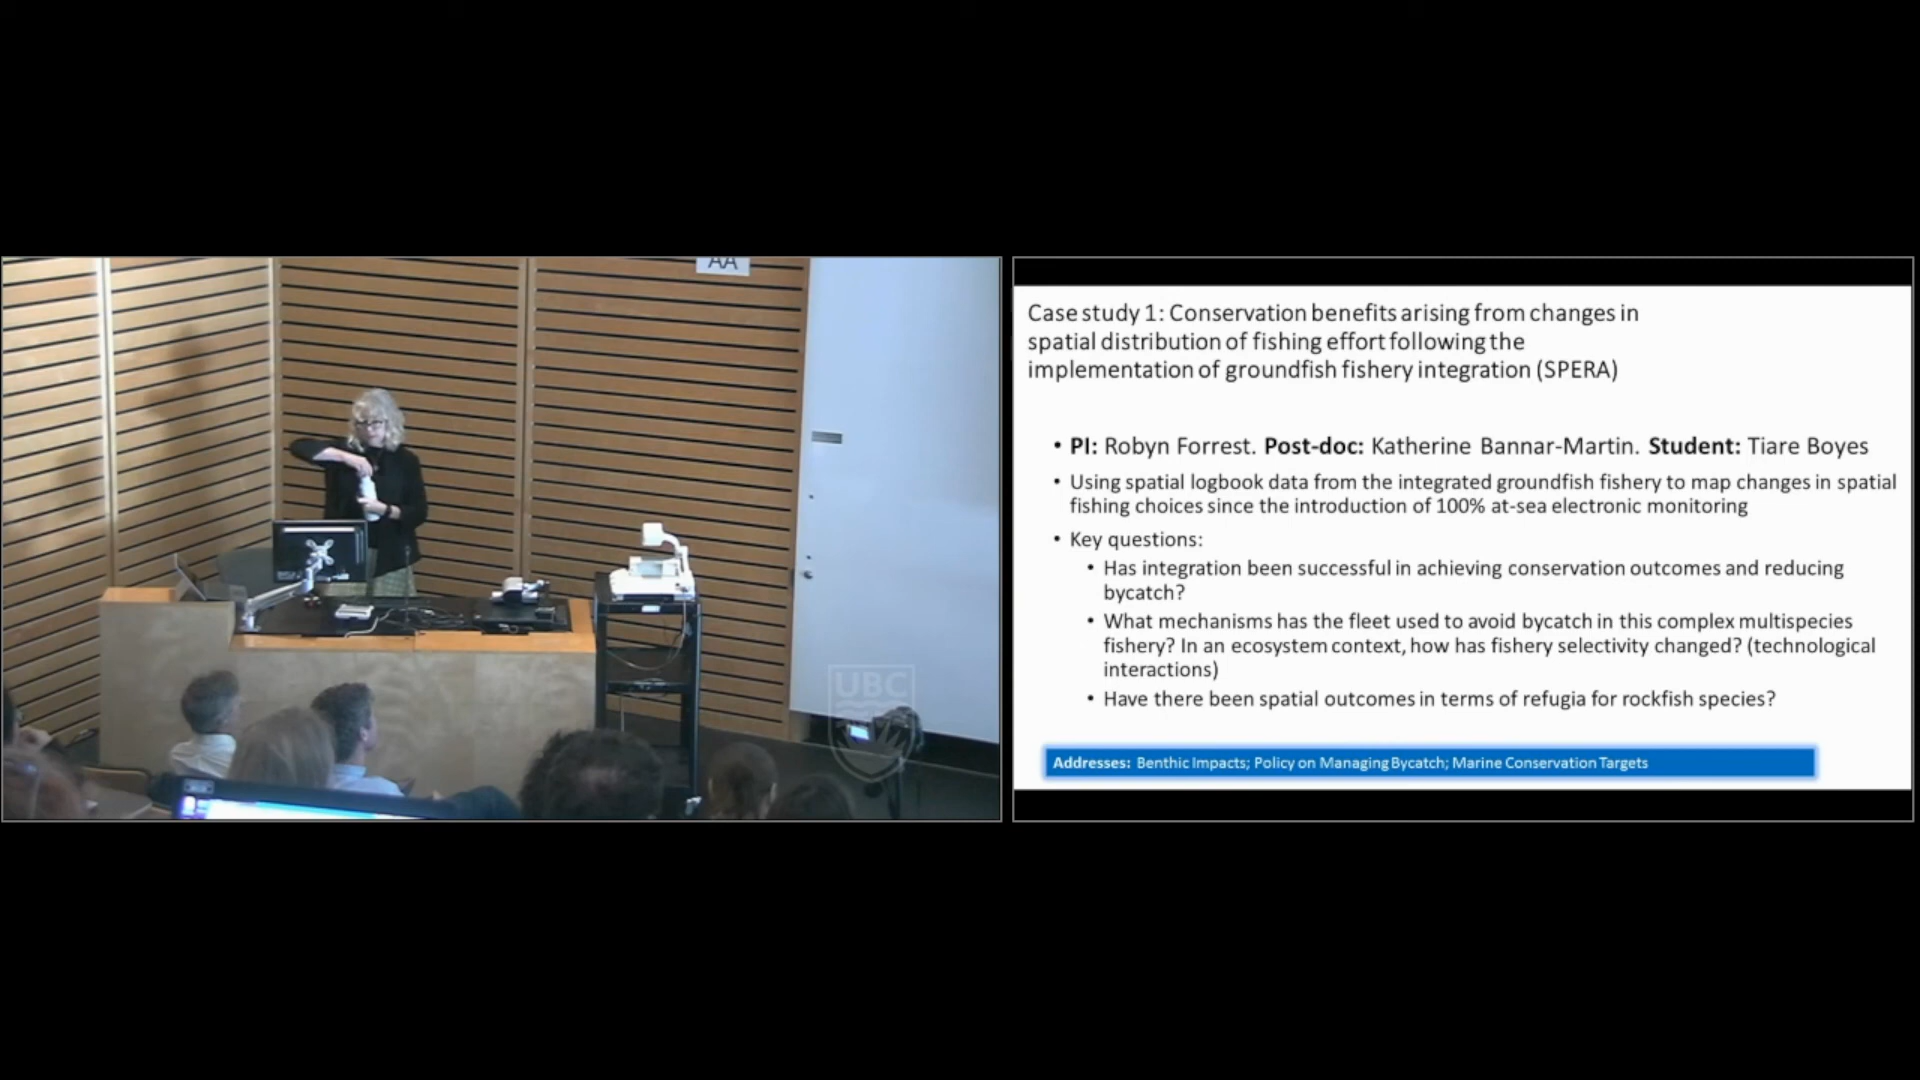 AA
UBC
Case study 1: Conservation benefits arising from changes in
spatial distribution of fishing effort following the
implementation of groundfish fishery integration (SPERA)
• PI: Robyn Forrest. Post-doc: Katherine Bannar-Martin. Student: Tiare Boyes
• Using spatial logbook data from the integrated groundfish fishery to map changes in spatial
fishing choices since the introduction of 100% at-sea electronic monitoring
• Key questions:
• Has integration been successful in achieving conservation outcomes and reducing
bycatch?
• What mechanisms has the fleet used to avoid bycatch in this complex multispecies
fishery? In an ecosystem context, how has fishery selectivity changed? (technological
interactions)
• Have there been spatial outcomes in terms of refugia for rockfish species?
Addresses: Benthic Impacts; Policy on Managing Bycatch; Marine Conservation Targets